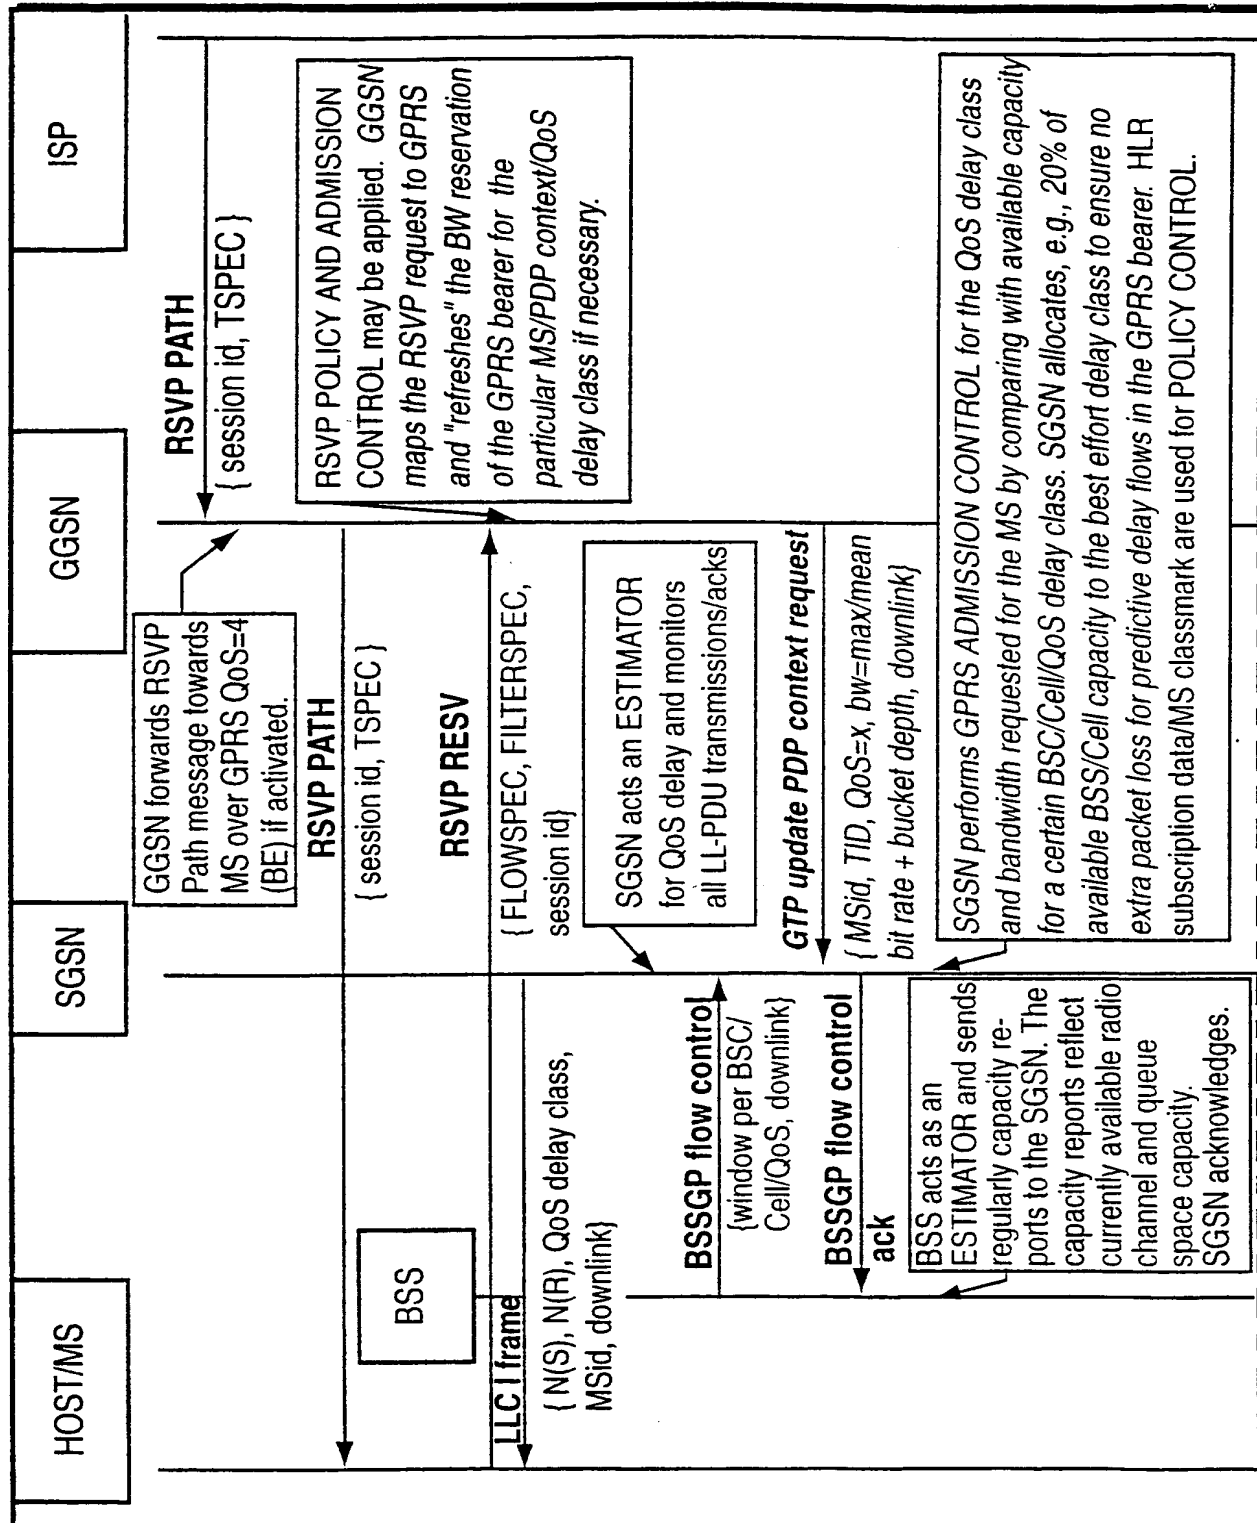 HOST/MS
SGSN
GGSN
ISP
RSVP PATH
{ session id, TSPEC }
GGSN forwards RSVP
Path message towards
MS over GPRS QoS=4
(BE) if activated.
RSVP POLICY AND ADMISSION
CONTROL may be applied. GGSN
maps the RSVP request to GPRS
and "refreshes" the BW reservation
of the GPRS bearer for the
particular MS/PDP context/QoS
delay class if necessary.
RSVP PATH
{ session id, TSPEC }
BSS
RSVP RESV
{ FLOWSPEC, FILTERSPEC,
session id}
LLC I frame
{ N(S), N(R), QoS delay class,
MSid, downlink}
SGSN acts an ESTIMATOR
for QoS delay and monitors
all LL-PDU transmissions/acks
BSSGP flow control
{window per BSC/
Cell/QoS, downlink}
GTP update PDP context request
{ MSid, TID, QoS=x, bw=max/mean
bit rate + bucket depth, downlink}
BSSGP flow control
ack
BSS acts as an
ESTIMATOR and sends
regularly capacity re-
ports to the SGSN. The
capacity reports reflect
currently available radio
channel and queue
space capacity.
SGSN acknowledges.
SGSN performs GPRS ADMISSION CONTROL for the QoS delay class
and bandwidth requested for the MS by comparing with available capacity
for a certain BSC/Cell/QoS delay class. SGSN allocates, e.g., 20% of
available BSS/Cell capacity to the best effort delay class to ensure no
extra packet loss for predictive delay flows in the GPRS bearer. HLR
subscription data/MS classmark are used for POLICY CONTROL.